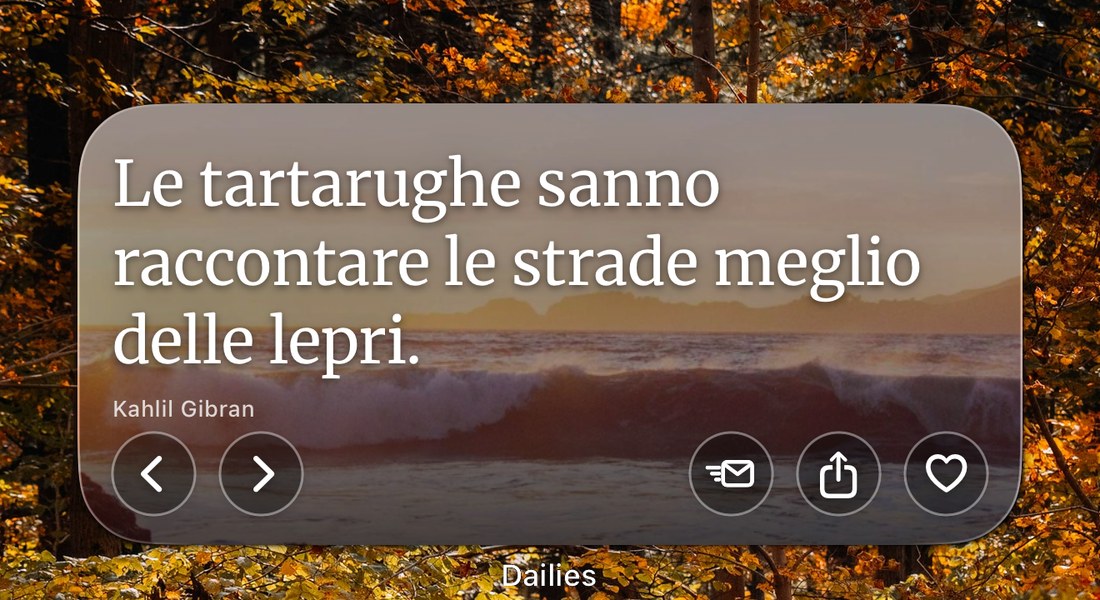 Le tartarughe sanno
raccontare le strade meglio
delle lepri.
Kahlil Gibran
Dailies